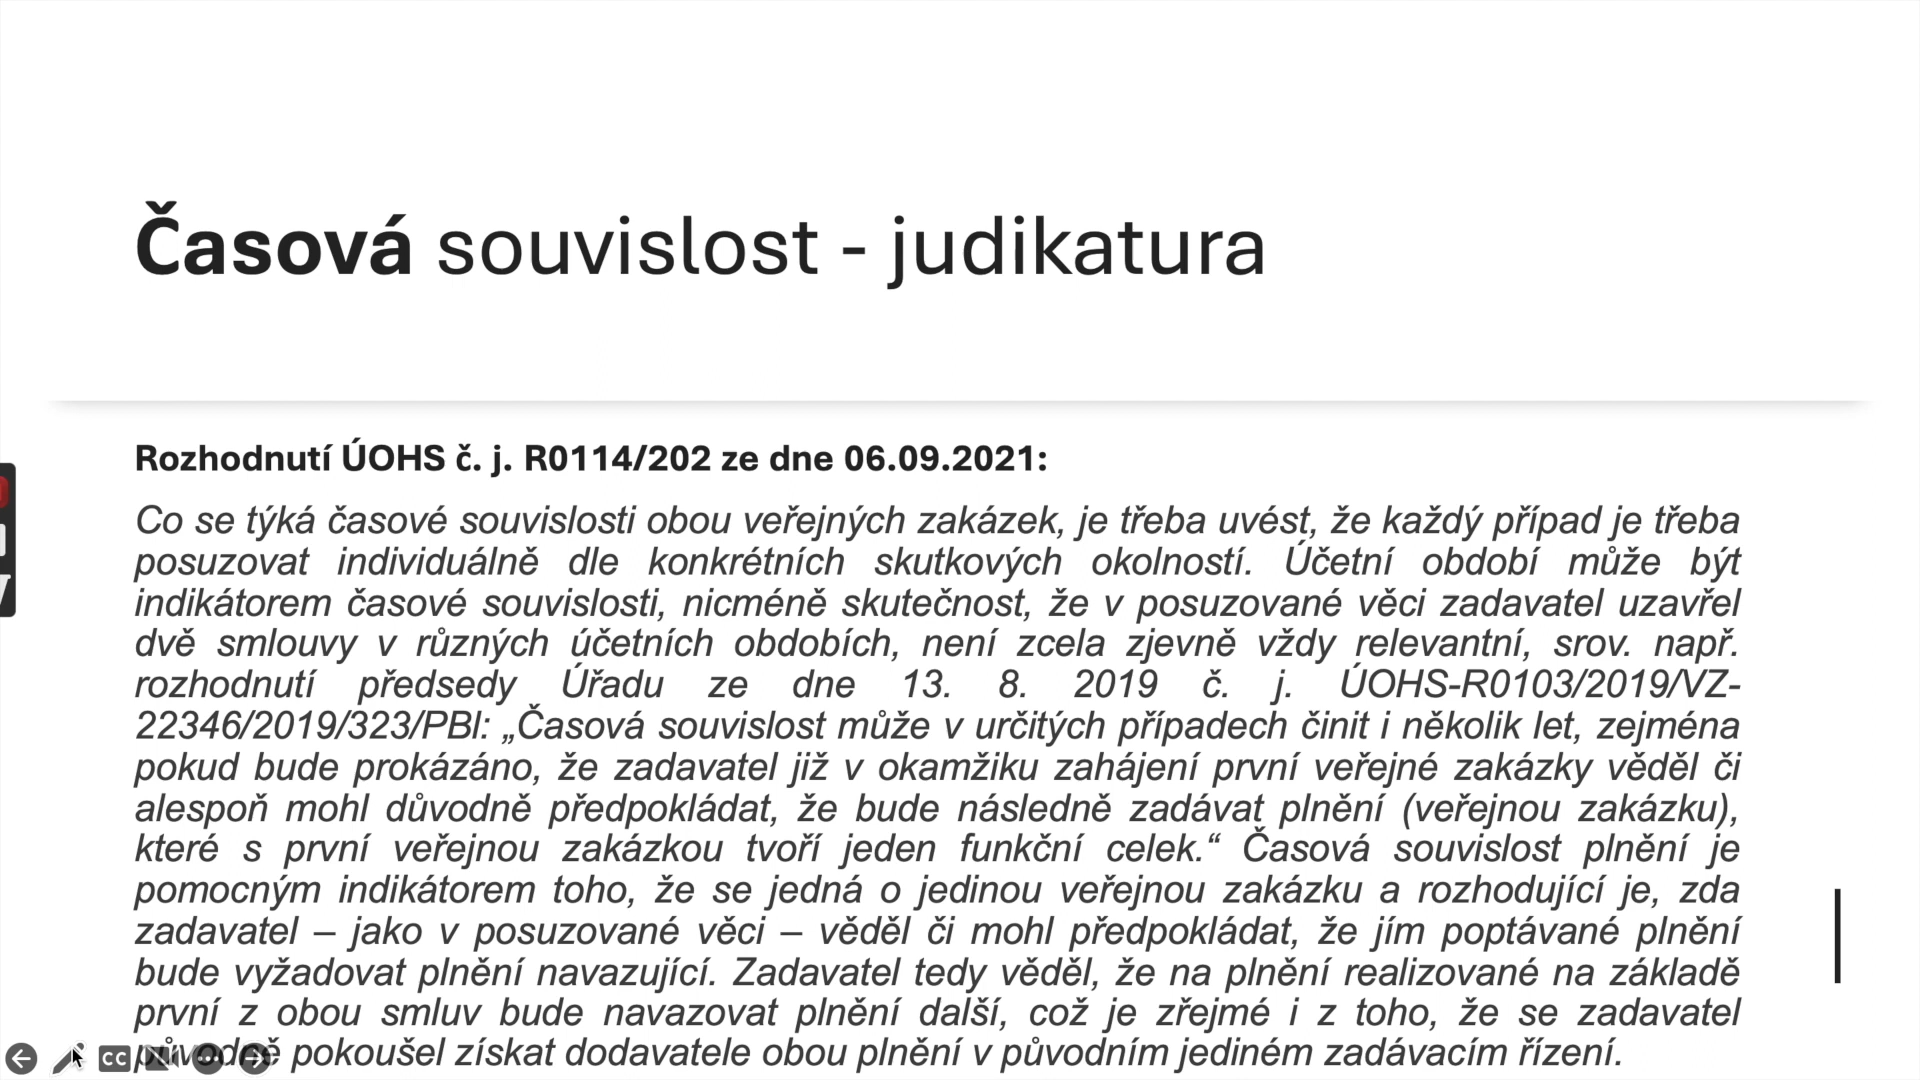 Časová souvislost - judikatura
Rozhodnutí ÚOHS č. j. R0114/202 ze dne 06.09.2021:
Co se týká časové souvislosti obou veřejných zakázek, je třeba uvést, že každý případ je třeba
posuzovat individuálně dle konkrétních skutkových okolností. Účetní období může být
indikátorem časové souvislosti, nicméně skutečnost, že v posuzované věci zadavatel uzavřel
dvě smlouvy v různých účetních obdobích, není zcela zjevně vždy relevantní, srov. např.
rozhodnutí předsedy Úřadu ze dne 13. 8. 2019 č. j. ÚOHS-R0103/2019/VZ-
22346/2019/323/PBl: „Časová souvislost může v určitých případech činit i několik let, zejména
pokud bude prokázáno, že zadavatel již v okamžiku zahájení první veřejné zakázky věděl či
alespoň mohl důvodně předpokládat, že bude následně zadávat plnění (veřejnou zakázku),
které s první veřejnou zakázkou tvoří jeden funkční celek.“ Časová souvislost plnění je
pomocným indikátorem toho, že se jedná o jedinou veřejnou zakázku a rozhodující je, zda
zadavatel – jako v posuzované věci – věděl či mohl předpokládat, že jím poptávané plnění
bude vyžadovat plnění navazující. Zadavatel tedy věděl, že na plnění realizované na základě
první z obou smluv bude navazovat plnění další, což je zřejmé i z toho, že se zadavatel
původně pokoušel získat dodavatele obou plnění v původním jediném zadávacím řízení.
CC